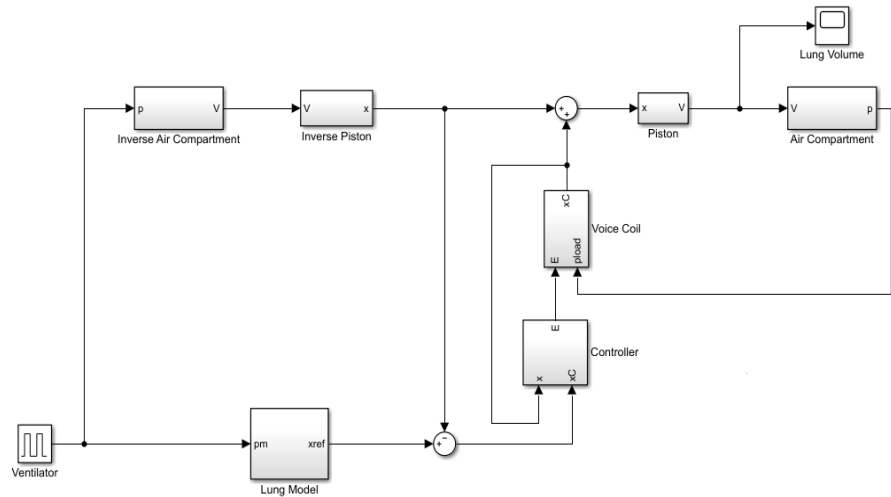 Lung Volume
p
V
Inverse Air Compartment
V
x
Inverse Piston
+
+
x
V
Piston
V
p
Air Compartment
xC
E
pload
Voice Coil
E
x
xC
Controller
Ventilator
pm
xref
Lung Model
+
−